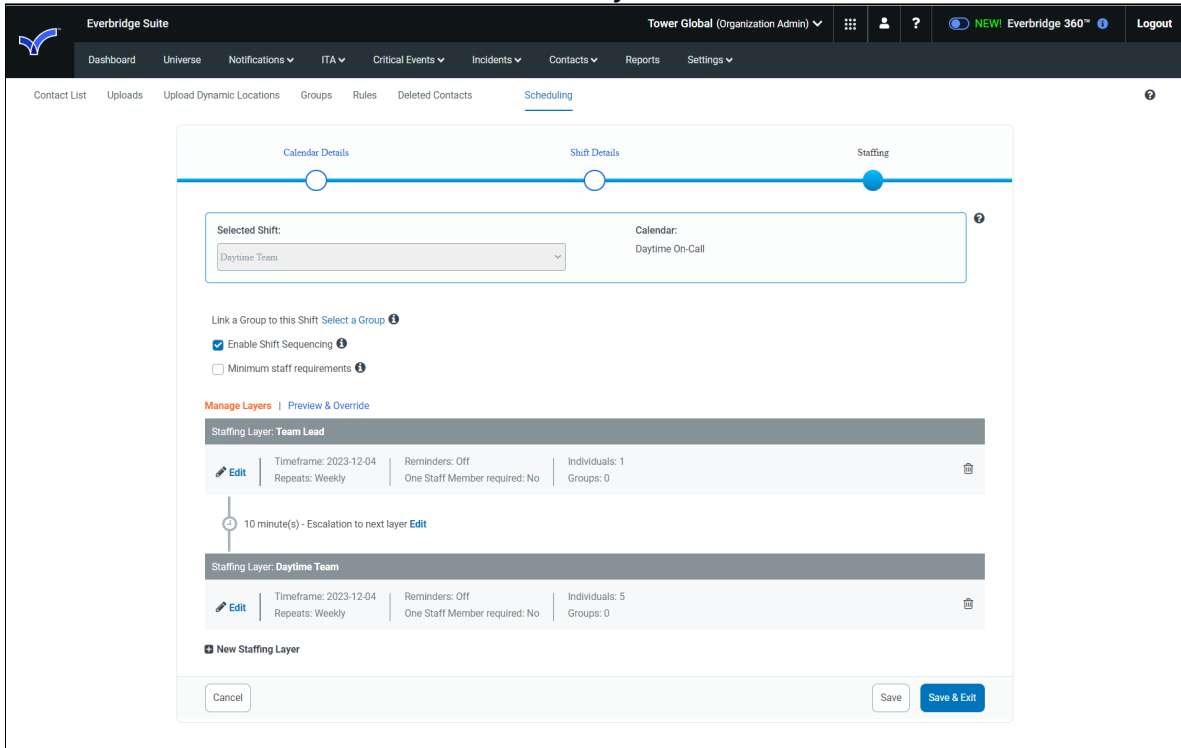 Everbridge Suite
Tower Global (Organization Admin)
?
NEW! Everbridge 360™
Logout
Dashboard Universe Notifications ITA Critical Events Incidents Contacts Reports Settings
Contact List Uploads Upload Dynamic Locations Groups Rules Deleted Contacts Scheduling
Calendar Details Shift Details Staffing
Selected Shift:
Daytime Team
Calendar:
Daytime On-Call
Link a Group to this Shift Select a Group
Enable Shift Sequencing
Minimum staff requirements
Manage Layers | Preview & Override
Staffing Layer: Team Lead
Edit
Timeframe: 2023-12-04
Repeats: Weekly
Reminders: Off
One Staff Member required: No
Individuals: 1
Groups: 0
10 minute(s) - Escalation to next layer Edit
Staffing Layer: Daytime Team
Edit
Timeframe: 2023-12-04
Repeats: Weekly
Reminders: Off
One Staff Member required: No
Individuals: 5
Groups: 0
New Staffing Layer
Cancel
Save
Save & Exit